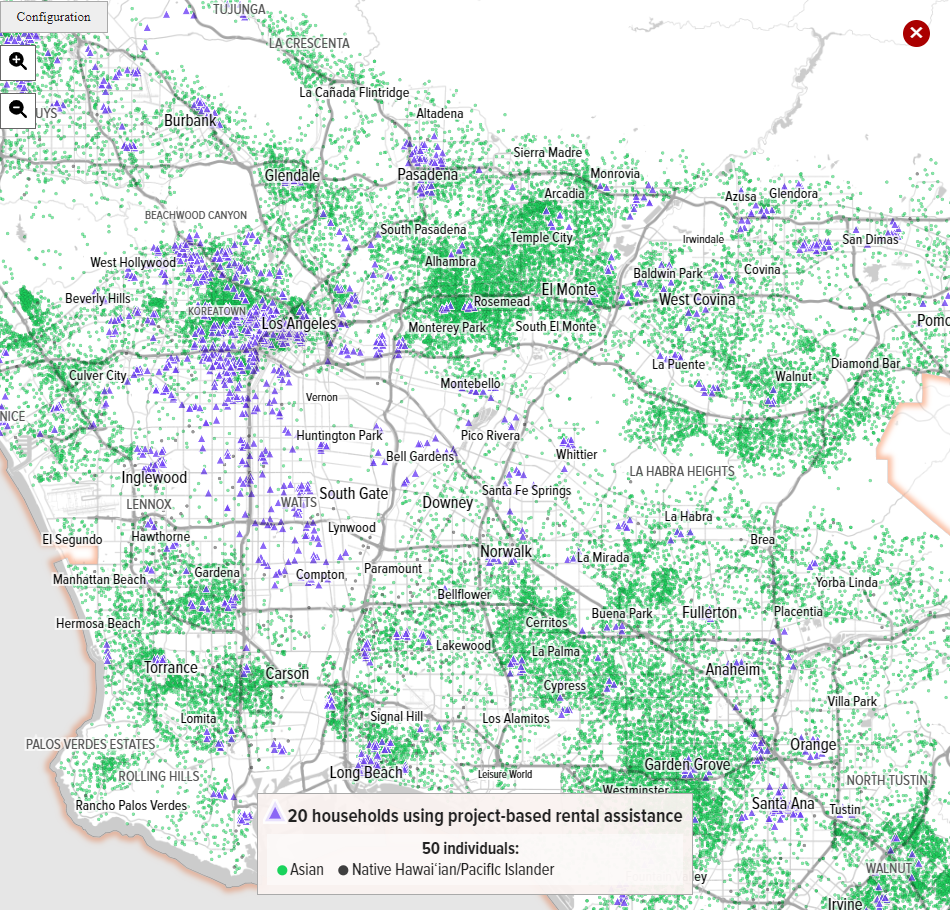 Configuration
TUJUNGA
LA CRESCENTA
La Cañada Flintridge
UYS
Burbank
Altadena
Sierra Madre
Glendale
Pasadena
Monrovia
Arcadia
Azusa
Glendora
BEACHWOOD CANYON
South Pasadena
Temple City
Irwindale
San Dimas
West Hollywood
Alhambra
Baldwin Park
Covina
Beverly Hills
KOREATOWN
El Monte
Rosemead
West Covina
Los Angeles
Monterey Park
South El Monte
Pomo
Culver City
La Puente
Diamond Bar
Walnut
Montebello
Vernon
NICE
Huntington Park
Pico Rivera
Bell Gardens
Whittier
LA HABRA HEIGHTS
Inglewood
South Gate
Santa Fe Springs
LENNOX
WATTS
Downey
La Habra
El Segundo
Hawthorne
Lynwood
Brea
Norwalk
La Mirada
Manhattan Beach
Gardena
Compton
Paramount
Yorba Linda
Bellflower
Hermosa Beach
Cerritos
Buena Park
Fullerton
Placentia
Lakewood
La Palma
Torrance
Carson
Anaheim
Cypress
Villa Park
Lomita
Signal Hill
Los Alamitos
PALOS VERDES ESTATES
Orange
ROLLING HILLS
Long Beach
Leisure World
Garden Grove
NORTH TUSTIN
Westminster
Rancho Palos Verdes
Santa Ana
Tustin
20 households using project-based rental assistance
50 individuals:
Asian
Native Hawaiʻian/Pacific Islander
WALNUT
ey
Irvine